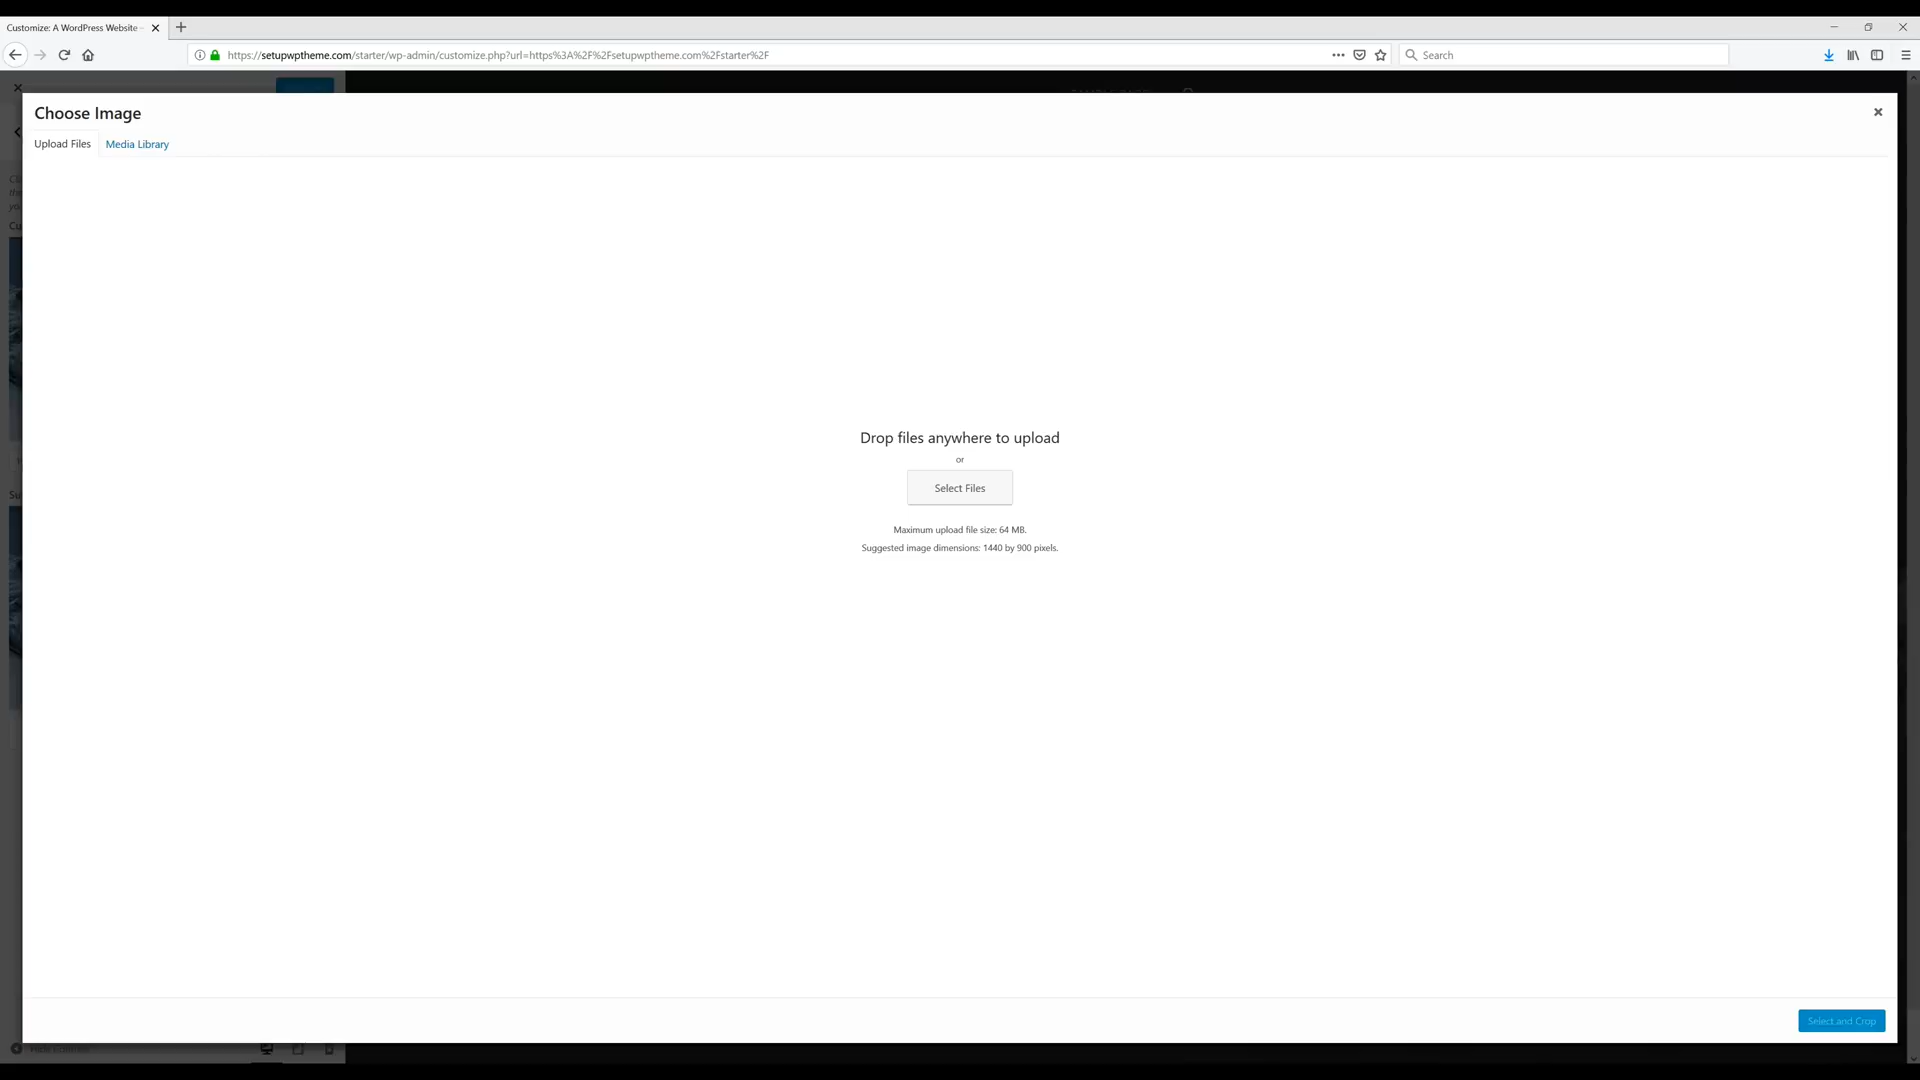 Customize: A WordPress Website -
https://setupwptheme.com/starter/wp-admin/customize.php?url=https%3A%2F%2Fsetupwptheme.com%2Fstarter%2F
Search
Choose Image
Upload Files
Media Library
Drop files anywhere to upload
or
Select Files
Maximum upload file size: 64 MB.
Suggested image dimensions: 1440 by 900 pixels.
Select and Crop